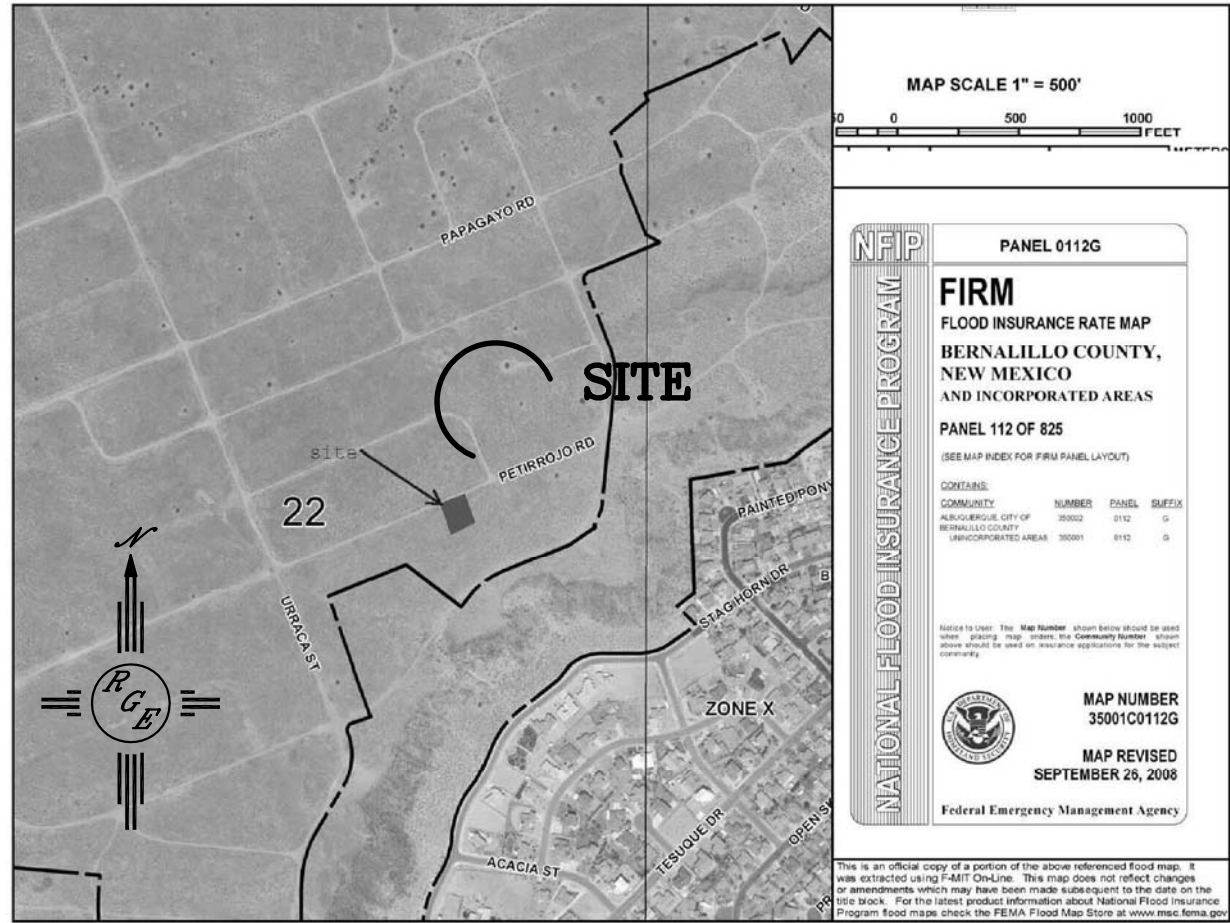 PAPAGAYO RD
SITE
PETIRROJO RD
site
22
N
URRACA ST
RGE
PAINTED PONY
STAG HORN DR
B
ZONE X
ACACIA ST
TESUQUE DR
OPEN S
MAP SCALE 1" = 500'
0 500 1000
FEET
METERS
NFIP
NATIONAL FLOOD INSURANCE PROGRAM
PANEL 0112G
FIRM
FLOOD INSURANCE RATE MAP
BERNALILLO COUNTY,
NEW MEXICO
AND INCORPORATED AREAS
PANEL 112 OF 825
(SEE MAP INDEX FOR FIRM PANEL LAYOUT)
CONTAINS:
COMMUNITY NUMBER PANEL SUFFIX
ALBUQUERQUE, CITY OF 350002 0112 G
BERNALILLO COUNTY
UNINCORPORATED AREAS 350001 0112 G
Notice to User: The Map Number shown below should be used
when placing map orders; the Community Number shown
above should be used on insurance applications for the subject
community.
U.S. DEPARTMENT OF HOMELAND SECURITY
MAP NUMBER
35001C0112G
MAP REVISED
SEPTEMBER 26, 2008
Federal Emergency Management Agency
This is an official copy of a portion of the above referenced flood map. It
was extracted using F-MIT On-Line. This map does not reflect changes
or amendments which may have been made subsequent to the date on the
title block. For the latest product information about National Flood Insurance
Program flood maps check the FEMA Flood Map Store at www.msc.fema.gov